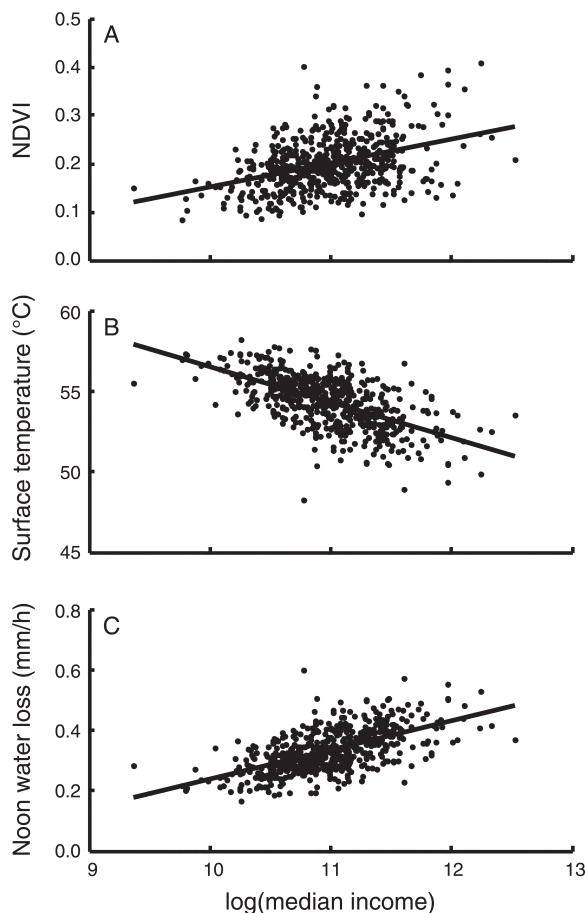 A
NDVI
0.5
0.4
0.3
0.2
0.1
0.0
B
Surface temperature (°C)
60
55
50
45
C
Noon water loss (mm/h)
0.8
0.6
0.4
0.2
0.0
9 10 11 12 13
log(median income)